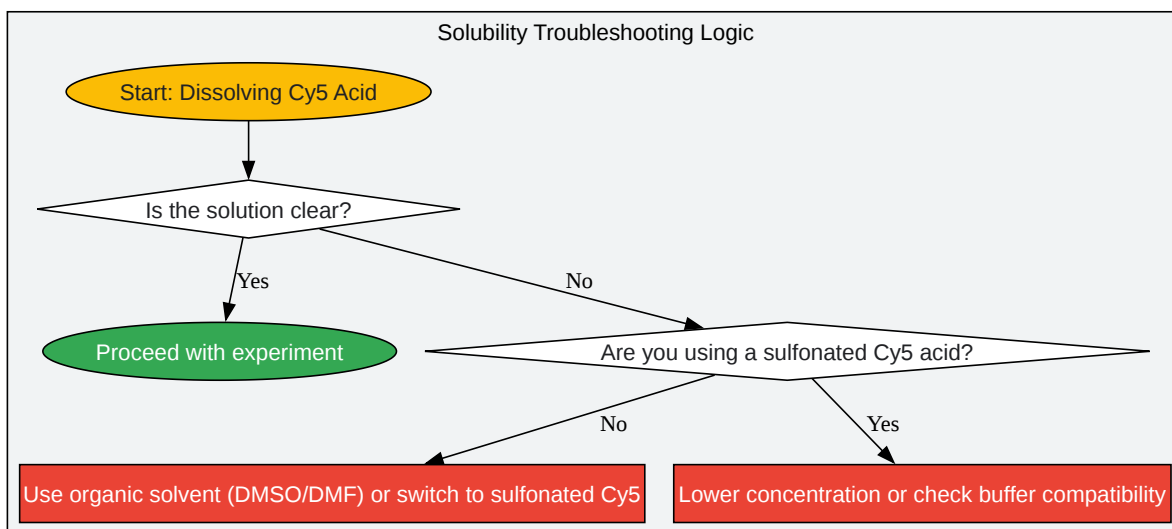 Solubility Troubleshooting Logic
Start: Dissolving Cy5 Acid
Is the solution clear?
Yes
No
Proceed with experiment
Are you using a sulfonated Cy5 acid?
No
Yes
Use organic solvent (DMSO/DMF) or switch to sulfonated Cy5
Lower concentration or check buffer compatibility